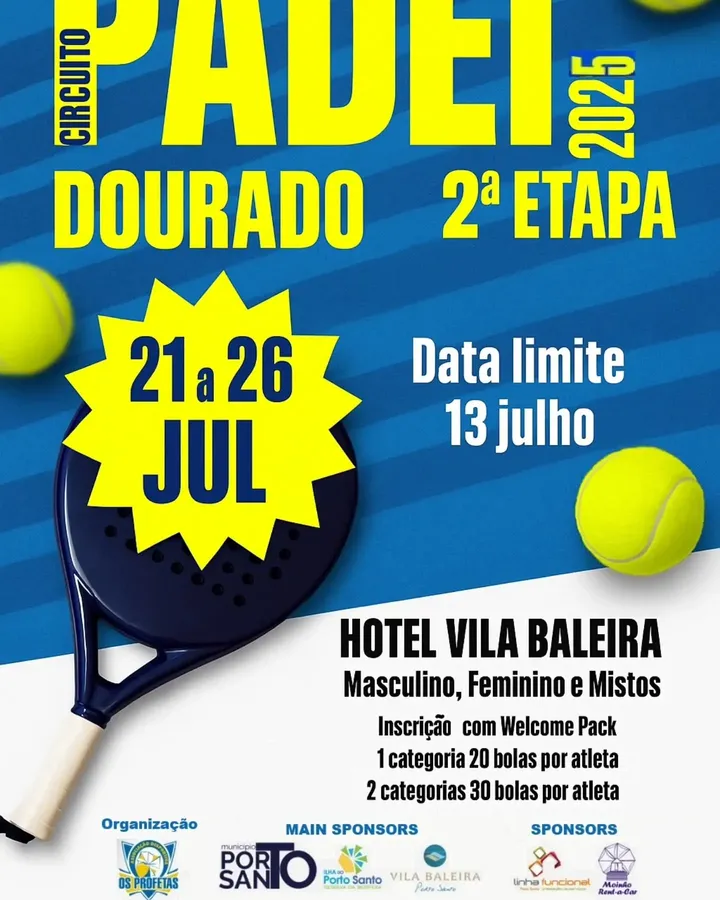 CIRCUITO
PADEL
2025
DOURADO
2ª ETAPA
21 a 26
JUL
Data limite
13 julho
HOTEL VILA BALEIRA
Masculino, Feminino e Mistos
Inscrição com Welcome Pack
1 categoria 20 bolas por atleta
2 categorias 30 bolas por atleta
Organização
MAIN SPONSORS
SPONSORS
OS PROFETAS
município
PORTO
SANTO
ILHA do
Porto Santo
VILA BALEIRA
Porto Santo
linha funcional
Moinho
Rent-a-Car